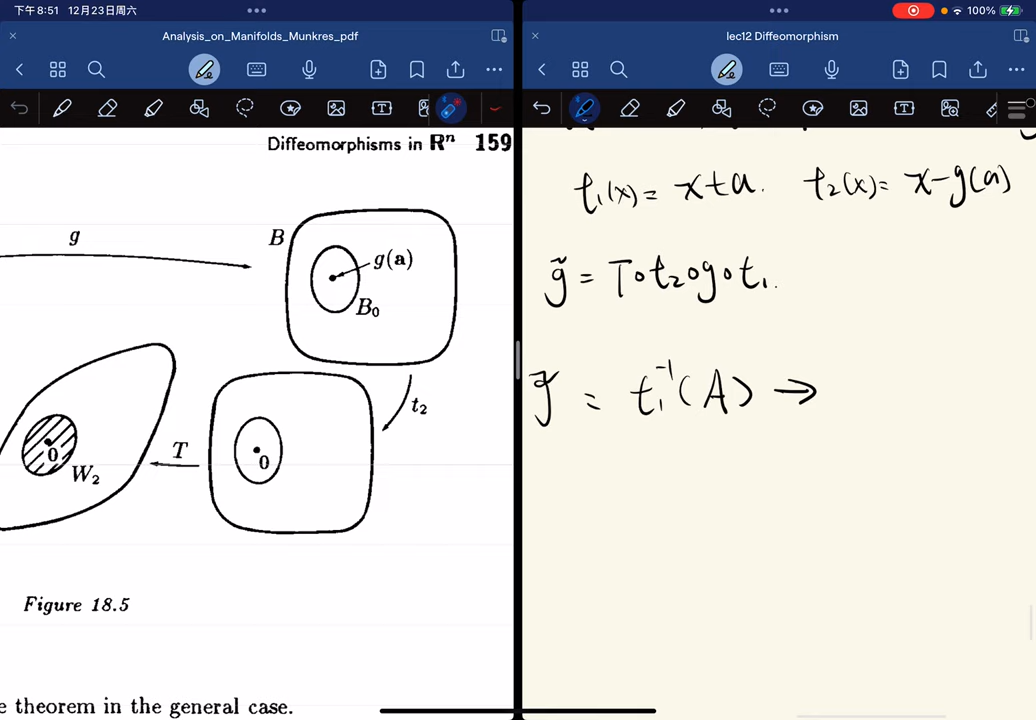 下午8:51 12月23日周六
100%
Analysis_on_Manifolds_Munkres_pdf
lec12 Diffeomorphism
Diffeomorphisms in Rⁿ 159
g
B
g(a)
B₀
t₂
T
0
W₂
0
Figure 18.5
e theorem in the general case.
t₁(x) = x+a. t₂(x) = x-g(a)
g̃ = T∘t₂∘g∘t₁.
g̃ = t₁⁻¹(A) →